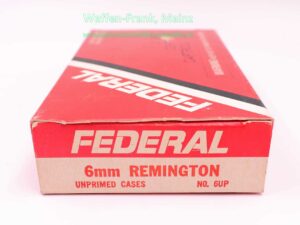 Waffen-Frank, Mainz
FEDERAL
FEDERAL
6mm REMINGTON
UNPRIMED CASES NO. 6UP